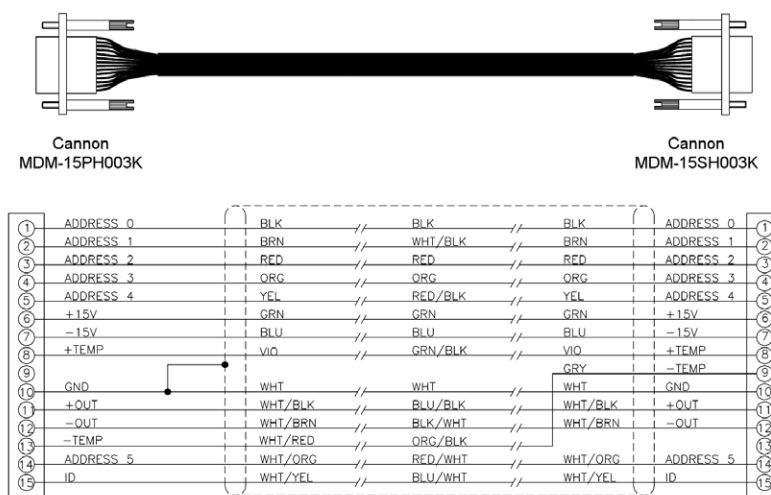 Cannon
MDM-15PH003K
Cannon
MDM-15SH003K
1 ADDRESS 0 BLK BLK BLK ADDRESS 0 1
2 ADDRESS 1 BRN WHT/BLK BRN ADDRESS 1 2
3 ADDRESS 2 RED RED RED ADDRESS 2 3
4 ADDRESS 3 ORG ORG ORG ADDRESS 3 4
5 ADDRESS 4 YEL RED/BLK YEL ADDRESS 4 5
6 +15V GRN GRN GRN +15V 6
7 -15V BLU BLU BLU -15V 7
8 +TEMP VIO GRN/BLK VIO +TEMP 8
9 GRY -TEMP 9
10 GND WHT WHT WHT GND 10
11 +OUT WHT/BLK BLU/BLK WHT/BLK +OUT 11
12 -OUT WHT/BRN BLK/WHT WHT/BRN -OUT 12
13 -TEMP WHT/RED ORG/BLK 13
14 ADDRESS 5 WHT/ORG RED/WHT WHT/ORG ADDRESS 5 14
15 ID WHT/YEL BLU/WHT WHT/YEL ID 15